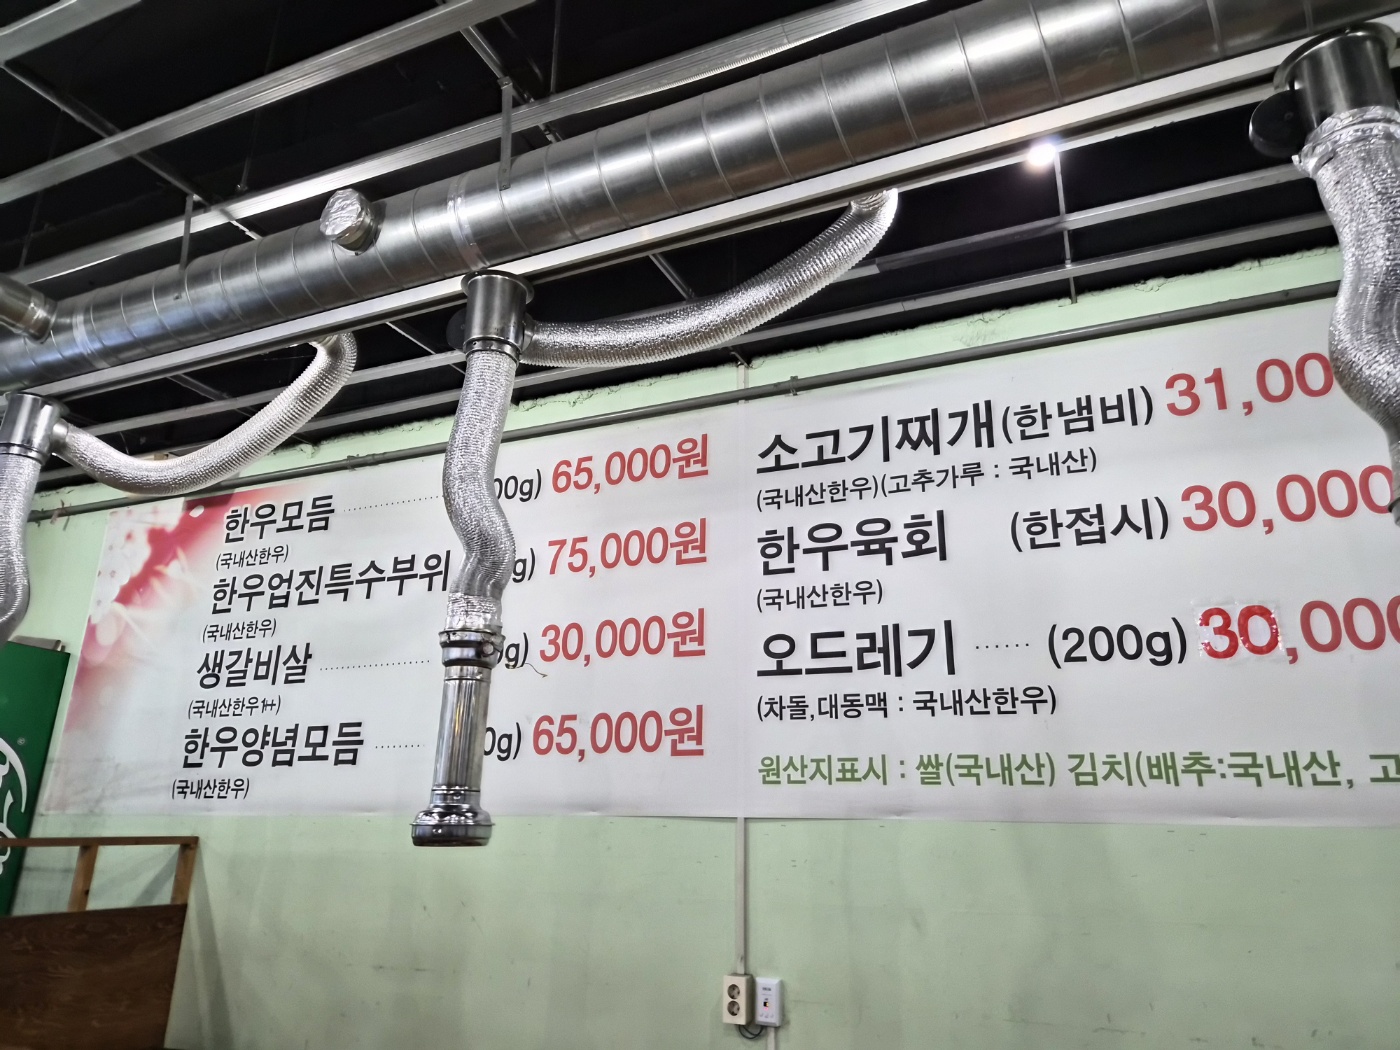 한우모듬 ........ 00g) 65,000원
(국내산한우)
한우업진특수부위 g) 75,000원
(국내산한우)
생갈비살 ........ g) 30,000원
(국내산한우1++)
한우양념모듬 ........ 0g) 65,000원
(국내산한우)
소고기찌개(한냄비) 31,00
(국내산한우)(고추가루 : 국내산)
한우육회 (한접시) 30,000
(국내산한우)
오드레기 ...... (200g) 30,000
(차돌,대동맥 : 국내산한우)
원산지표시 : 쌀(국내산) 김치(배추:국내산, 고